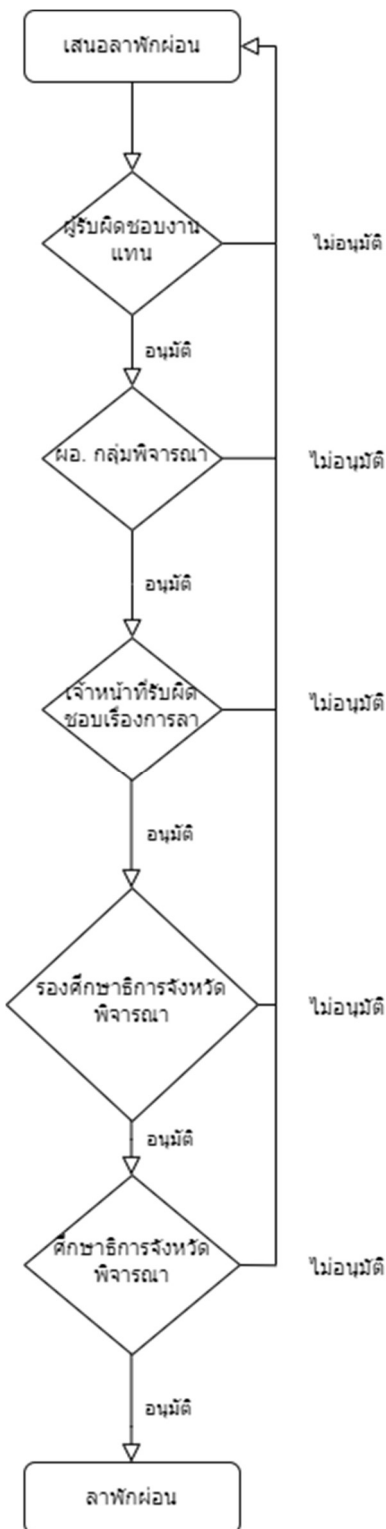 เสนอลาพักผ่อน
ผู้รับผิดชอบงาน
แทน
ไม่อนุมัติ
อนุมัติ
ผอ. กลุ่มพิจารณา
ไม่อนุมัติ
อนุมัติ
เจ้าหน้าที่รับผิด
ชอบเรื่องการลา
ไม่อนุมัติ
อนุมัติ
รองศึกษาธิการจังหวัด
พิจารณา
ไม่อนุมัติ
อนุมัติ
ศึกษาธิการจังหวัด
พิจารณา
ไม่อนุมัติ
อนุมัติ
ลาพักผ่อน